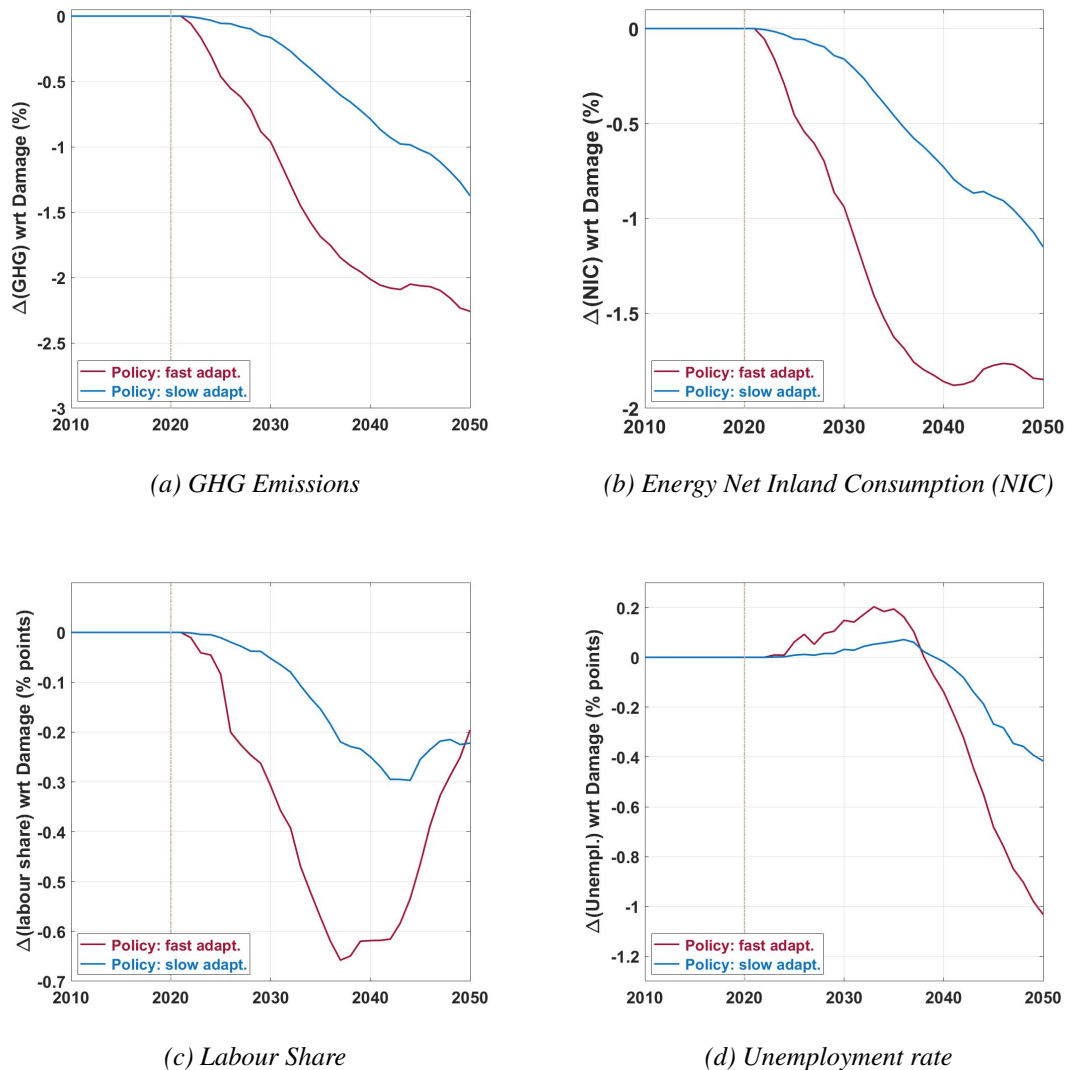 Δ(GHG) wrt Damage (%)
0
-0.5
-1
-1.5
-2
-2.5
-3
Policy: fast adapt.
Policy: slow adapt.
2010 2020 2030 2040 2050
(a) GHG Emissions
Δ(NIC) wrt Damage (%)
0
-0.5
-1
-1.5
-2
Policy: fast adapt.
Policy: slow adapt.
2010 2020 2030 2040 2050
(b) Energy Net Inland Consumption (NIC)
Δ(labour share) wrt Damage (% points)
0
-0.1
-0.2
-0.3
-0.4
-0.5
-0.6
-0.7
Policy: fast adapt.
Policy: slow adapt.
2010 2020 2030 2040 2050
(c) Labour Share
Δ(Unempl.) wrt Damage (% points)
0.2
0
-0.2
-0.4
-0.6
-0.8
-1
-1.2
Policy: fast adapt.
Policy: slow adapt.
2010 2020 2030 2040 2050
(d) Unemployment rate